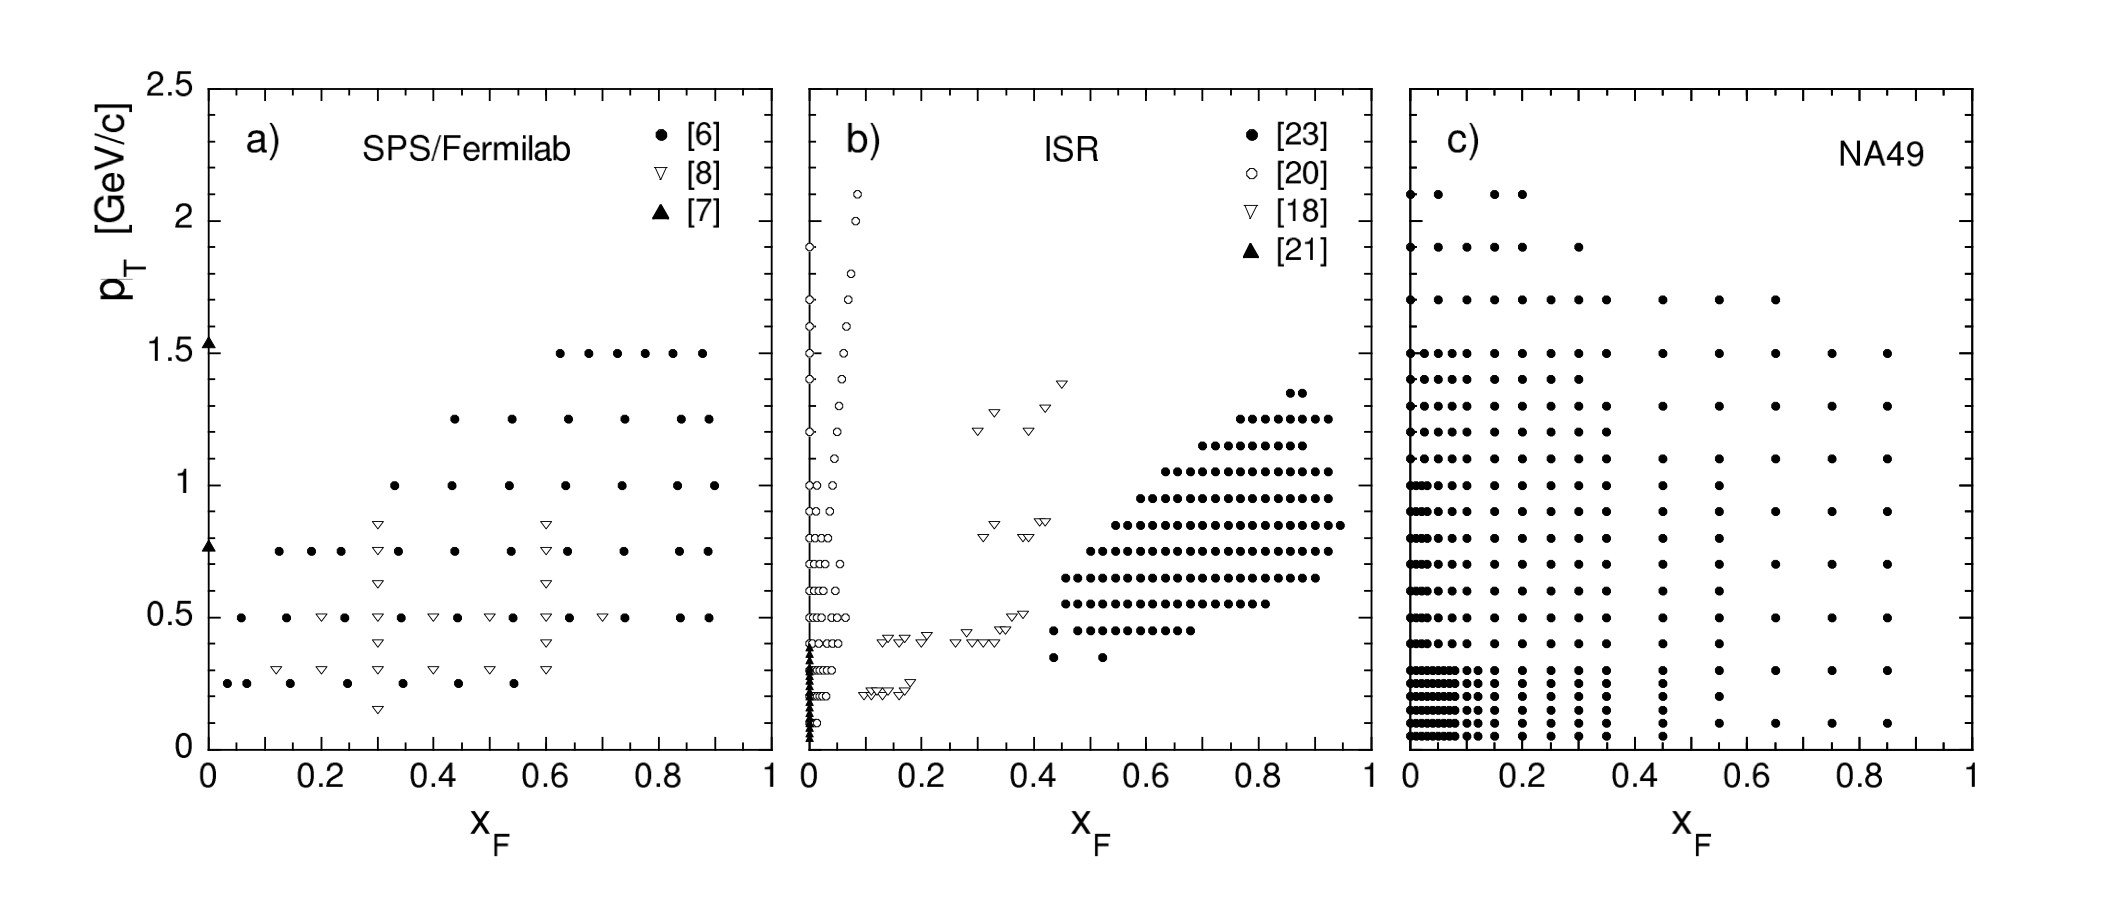 2.5
2
1.5
1
0.5
0
p_T [GeV/c]
a)
SPS/Fermilab
[6]
[8]
[7]
0 0.2 0.4 0.6 0.8 1
x_F
b)
ISR
[23]
[20]
[18]
[21]
0 0.2 0.4 0.6 0.8 1
x_F
c)
NA49
0 0.2 0.4 0.6 0.8 1
x_F